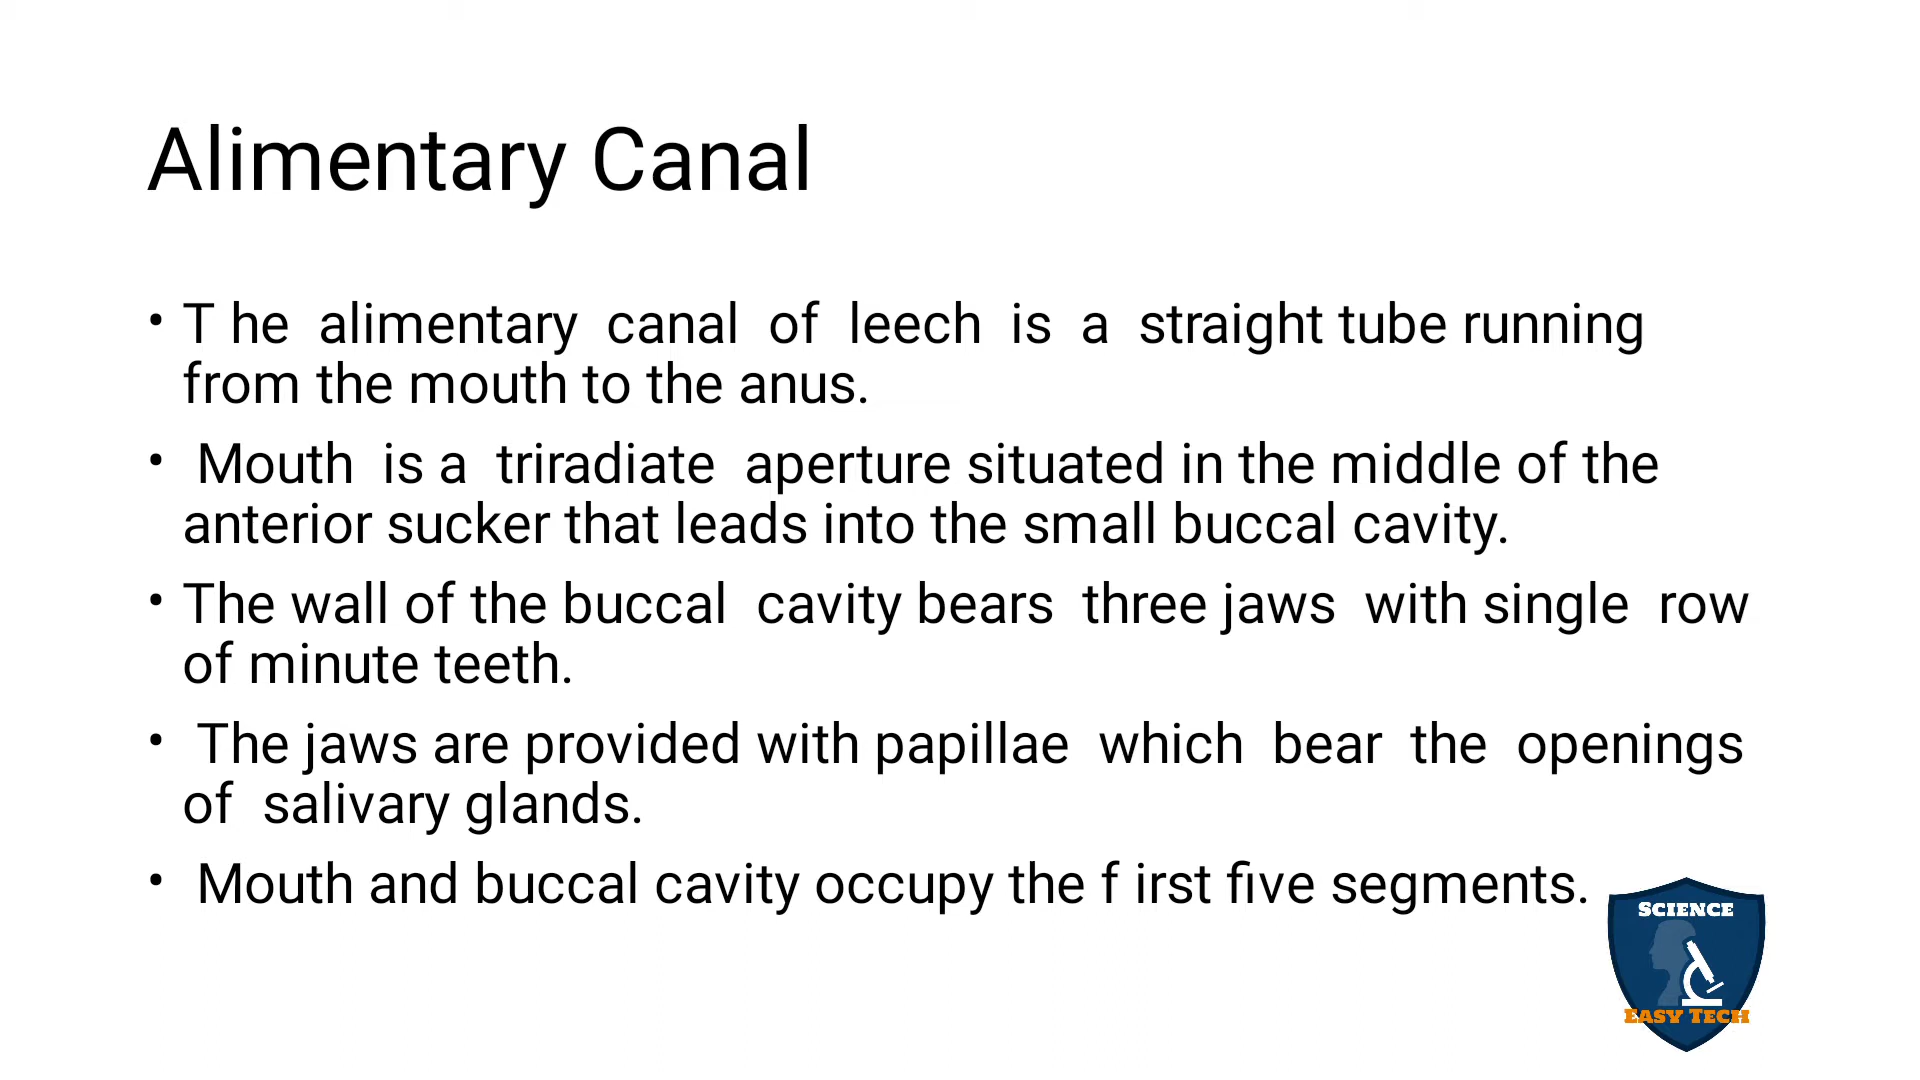 Alimentary Canal
• T he  alimentary  canal  of  leech  is  a  straight tube running
from the mouth to the anus.
•  Mouth  is a  triradiate  aperture situated in the middle of the
anterior sucker that leads into the small buccal cavity.
• The wall of the buccal  cavity bears  three jaws  with single  row
of minute teeth.
•  The jaws are provided with papillae  which  bear  the  openings
of  salivary glands.
•  Mouth and buccal cavity occupy the f irst five segments.
SCIENCE
EASY TECH